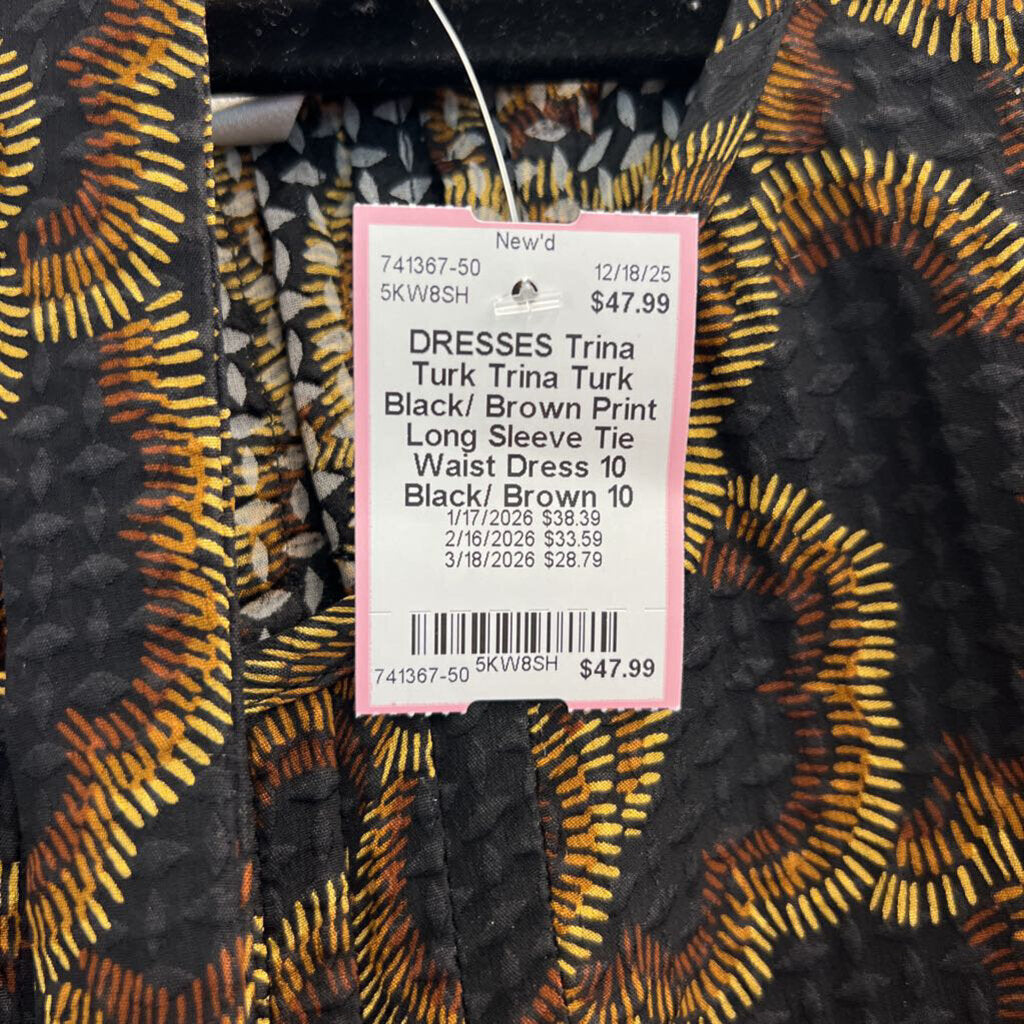 New'd
741367-50 12/18/25
5KW8SH $47.99
DRESSES Trina
Turk Trina Turk
Black/ Brown Print
Long Sleeve Tie
Waist Dress 10
Black/ Brown 10
1/17/2026 $38.39
2/16/2026 $33.59
3/18/2026 $28.79
741367-50 5KW8SH $47.99